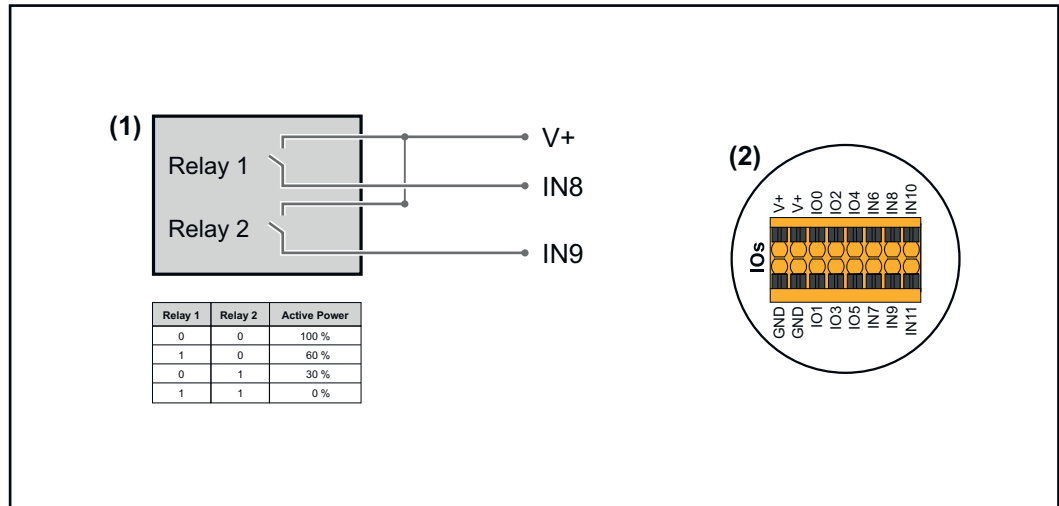 (1)
Relay 1
Relay 2
V+
IN8
IN9
Relay 1 Relay 2 Active Power
0 0 100 %
1 0 60 %
0 1 30 %
1 1 0 %
(2)
IOs
V+ V+ IO0 IO2 IO4 IN6 IN8 IN10
GND GND IO1 IO3 IO5 IN7 IN9 IN11